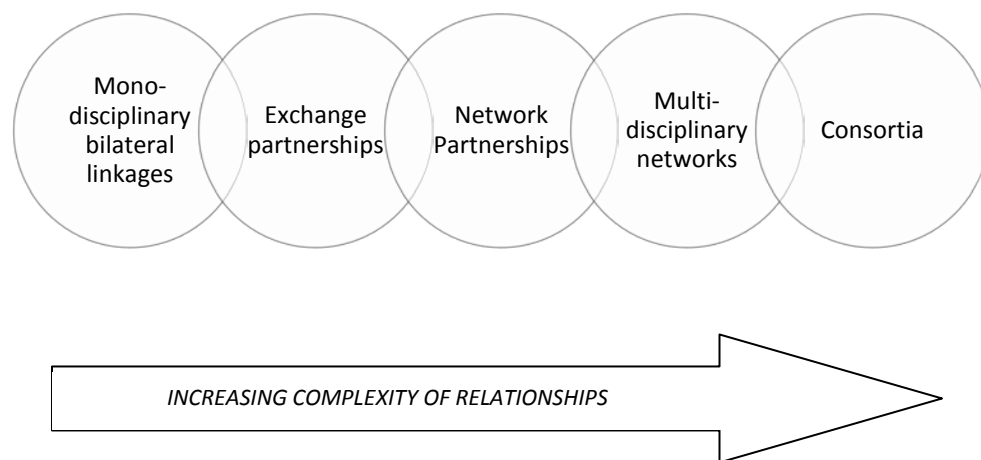 Mono-
disciplinary
bilateral
linkages
Exchange
partnerships
Network
Partnerships
Multi-
disciplinary
networks
Consortia
INCREASING COMPLEXITY OF RELATIONSHIPS